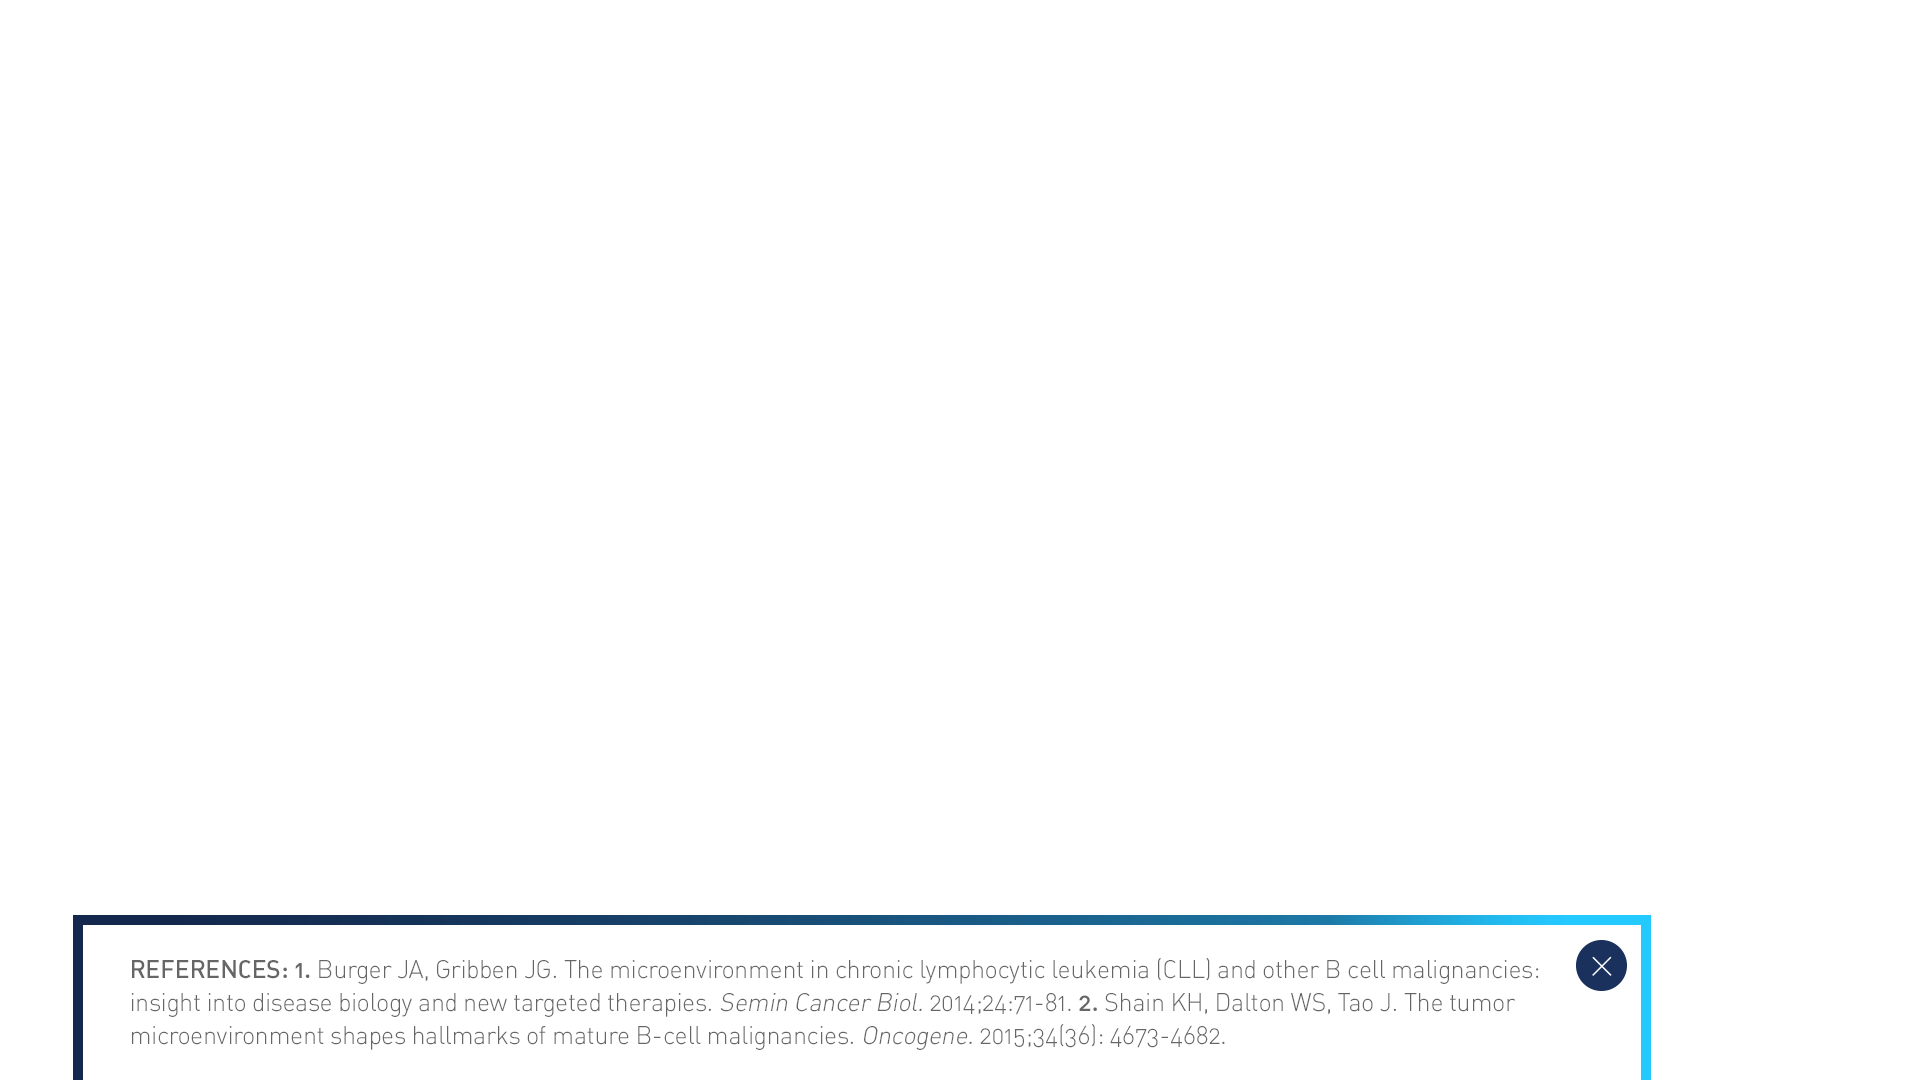 REFERENCES: 1. Burger JA, Gribben JG. The microenvironment in chronic lymphocytic leukemia (CLL) and other B cell malignancies:
insight into disease biology and new targeted therapies. Semin Cancer Biol. 2014;24:71-81. 2. Shain KH, Dalton WS, Tao J. The tumor
microenvironment shapes hallmarks of mature B-cell malignancies. Oncogene. 2015;34(36): 4673-4682.